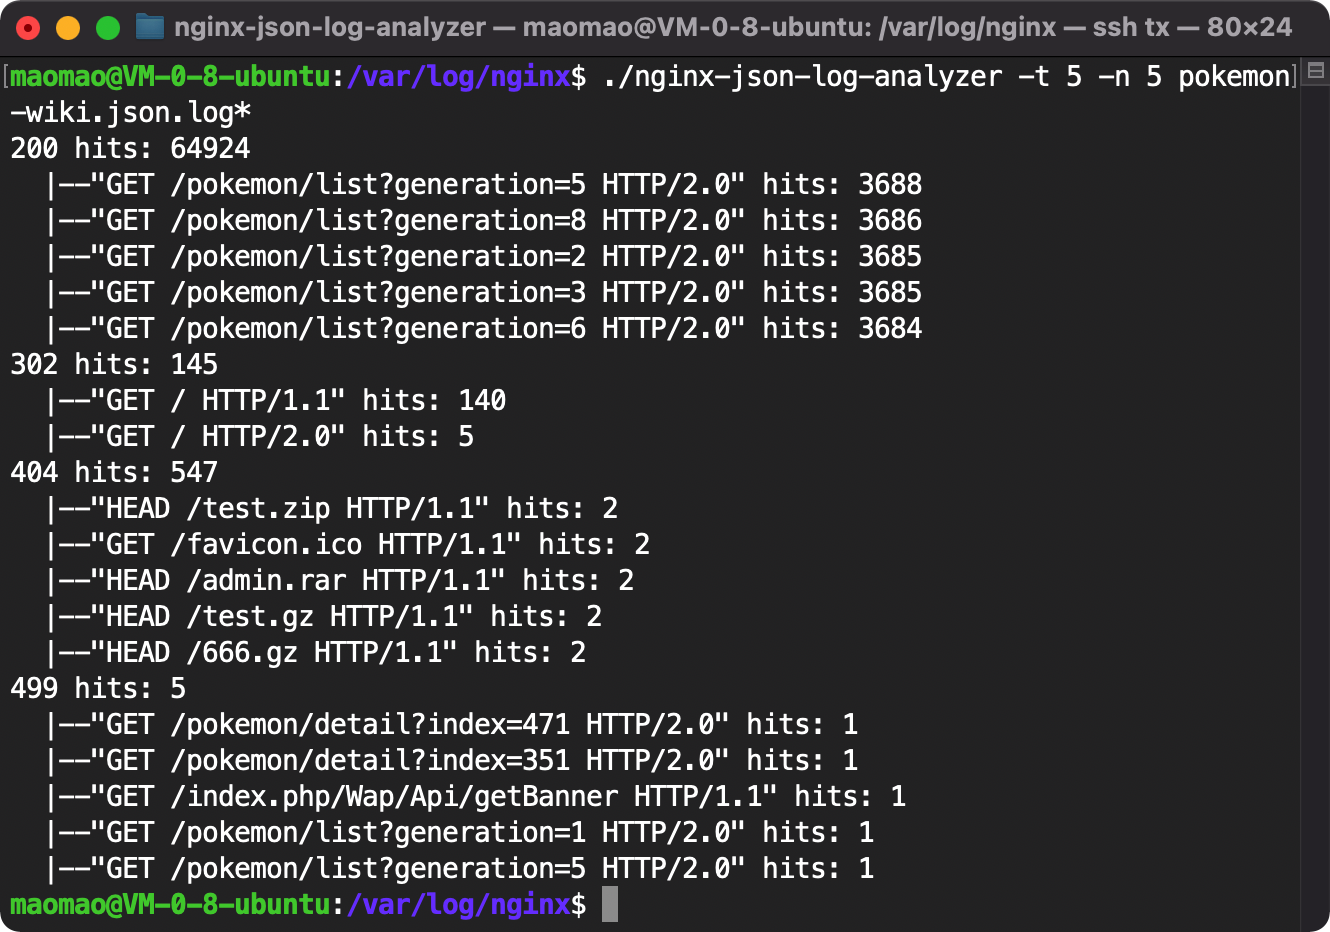 nginx-json-log-analyzer — maomao@VM-0-8-ubuntu: /var/log/nginx — ssh tx — 80×24
[maomao@VM-0-8-ubuntu:/var/log/nginx$ ./nginx-json-log-analyzer -t 5 -n 5 pokemon]
-wiki.json.log*
200 hits: 64924
  |--"GET /pokemon/list?generation=5 HTTP/2.0" hits: 3688
  |--"GET /pokemon/list?generation=8 HTTP/2.0" hits: 3686
  |--"GET /pokemon/list?generation=2 HTTP/2.0" hits: 3685
  |--"GET /pokemon/list?generation=3 HTTP/2.0" hits: 3685
  |--"GET /pokemon/list?generation=6 HTTP/2.0" hits: 3684
302 hits: 145
  |--"GET / HTTP/1.1" hits: 140
  |--"GET / HTTP/2.0" hits: 5
404 hits: 547
  |--"HEAD /test.zip HTTP/1.1" hits: 2
  |--"GET /favicon.ico HTTP/1.1" hits: 2
  |--"HEAD /admin.rar HTTP/1.1" hits: 2
  |--"HEAD /test.gz HTTP/1.1" hits: 2
  |--"HEAD /666.gz HTTP/1.1" hits: 2
499 hits: 5
  |--"GET /pokemon/detail?index=471 HTTP/2.0" hits: 1
  |--"GET /pokemon/detail?index=351 HTTP/2.0" hits: 1
  |--"GET /index.php/Wap/Api/getBanner HTTP/1.1" hits: 1
  |--"GET /pokemon/list?generation=1 HTTP/2.0" hits: 1
  |--"GET /pokemon/list?generation=5 HTTP/2.0" hits: 1
maomao@VM-0-8-ubuntu:/var/log/nginx$